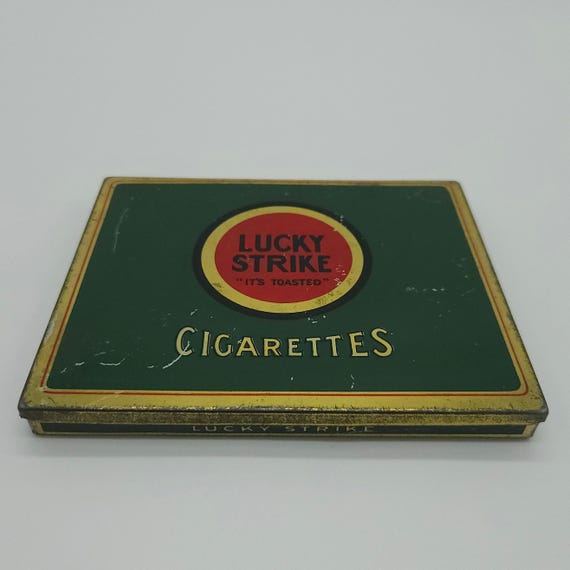 LUCKY
STRIKE
"IT'S TOASTED"
CIGARETTES
LUCKY STRIKE